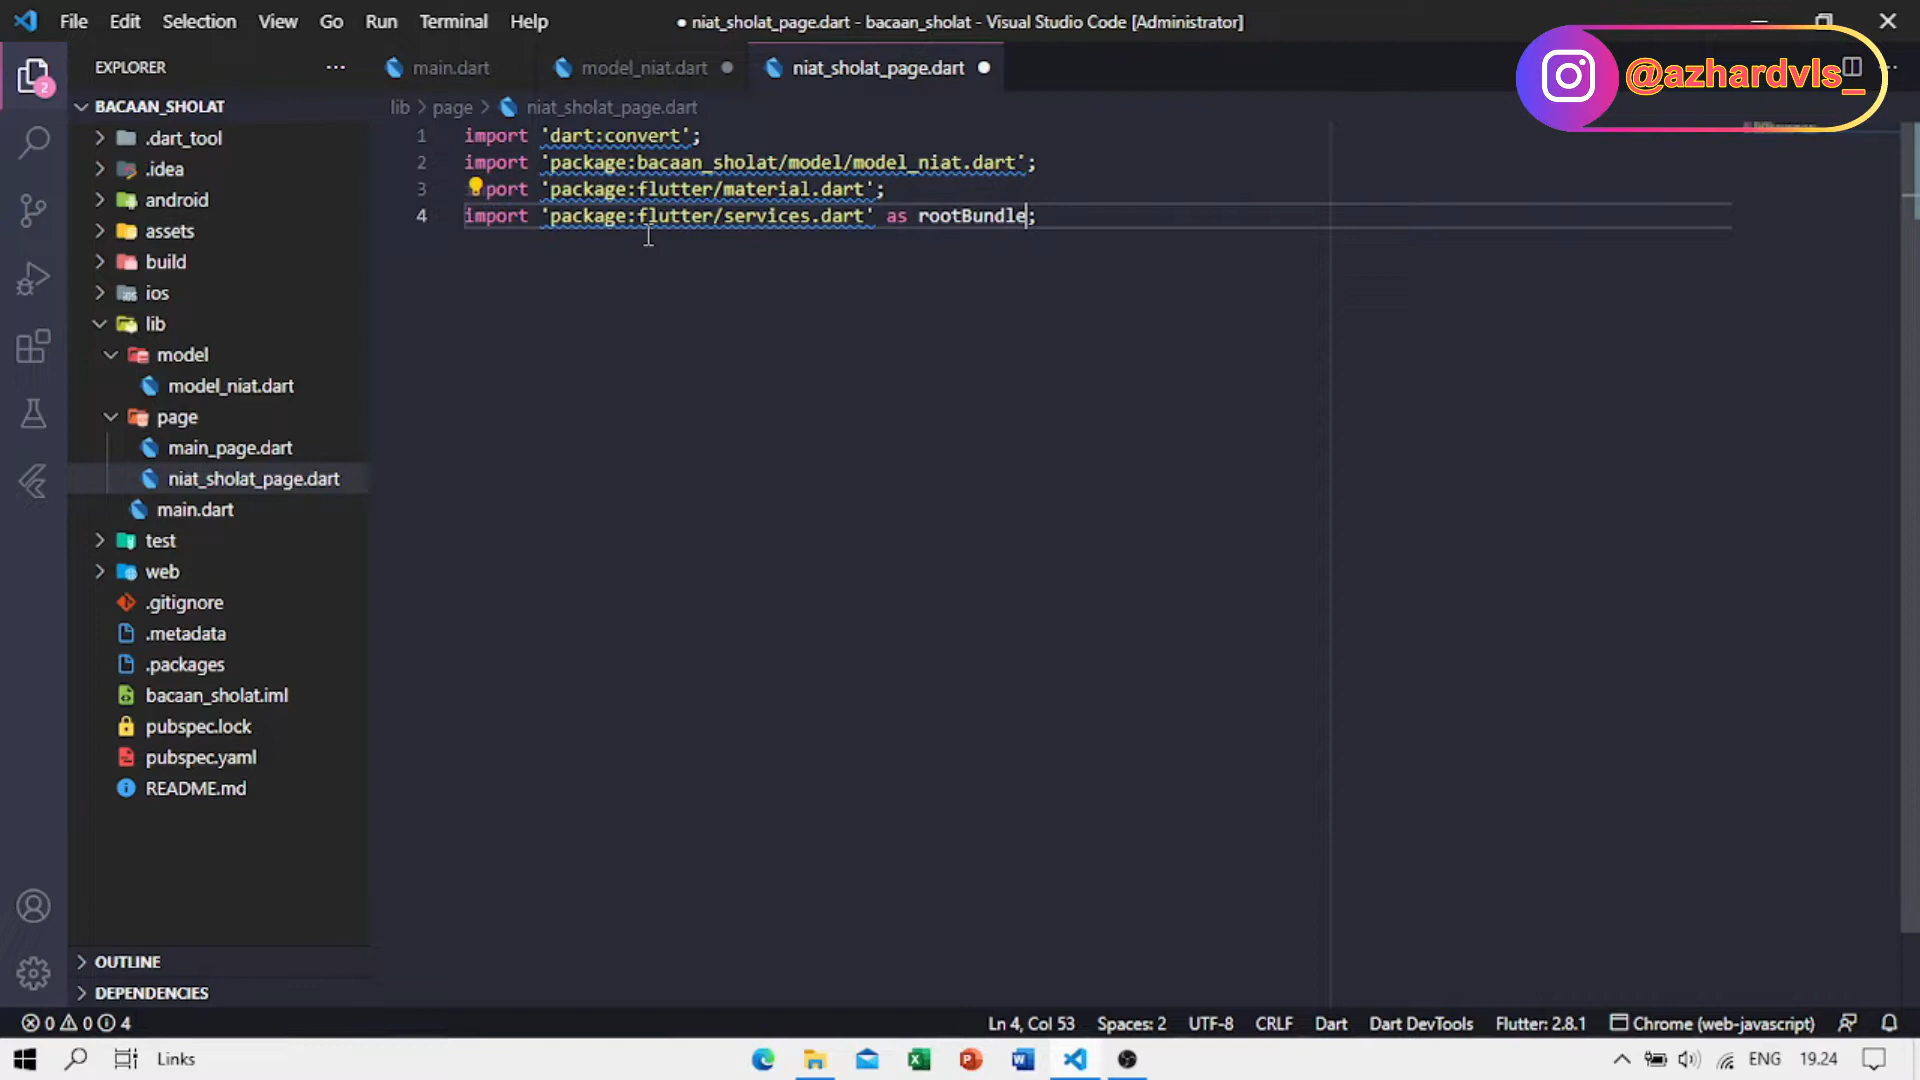 File Edit Selection View Go Run Terminal Help
● niat_sholat_page.dart - bacaan_sholat - Visual Studio Code [Administrator]
@azhardvls_
EXPLORER ···
main.dart
model_niat.dart
niat_sholat_page.dart
2
BACAAN_SHOLAT
lib > page > niat_sholat_page.dart
.dart_tool
.idea
android
assets
build
ios
lib
model
model_niat.dart
page
main_page.dart
niat_sholat_page.dart
main.dart
test
web
.gitignore
.metadata
.packages
bacaan_sholat.iml
pubspec.lock
pubspec.yaml
README.md
1 import 'dart:convert';
2 import 'package:bacaan_sholat/model/model_niat.dart';
3 port 'package:flutter/material.dart';
4 import 'package:flutter/services.dart' as rootBundle;
OUTLINE
DEPENDENCIES
0 0 4
Ln 4, Col 53 Spaces: 2 UTF-8 CRLF Dart Dart DevTools Flutter: 2.8.1 Chrome (web-javascript)
Links
ENG 19.24